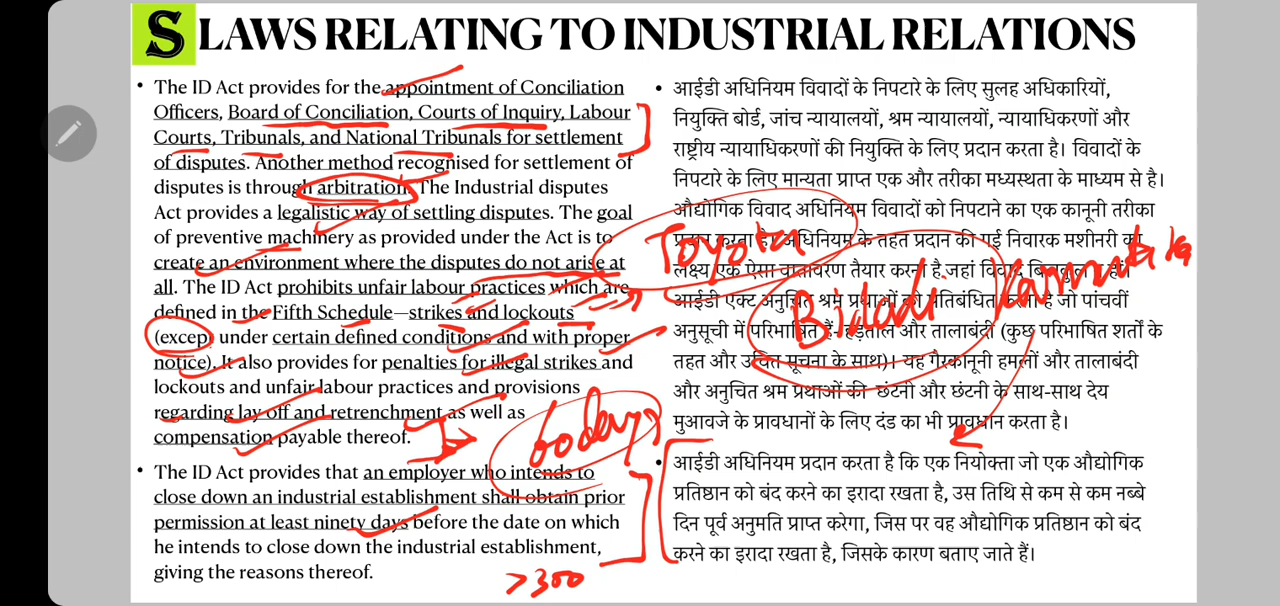 S LAWS RELATING TO INDUSTRIAL RELATIONS
• The ID Act provides for the appointment of Conciliation
Officers, Board of Conciliation, Courts of Inquiry, Labour
Courts, Tribunals, and National Tribunals for settlement
of disputes. Another method recognised for settlement of
disputes is through arbitration. The Industrial disputes
Act provides a legalistic way of settling disputes. The goal
of preventive machinery as provided under the Act is to
create an environment where the disputes do not arise at
all. The ID Act prohibits unfair labour practices which are
defined in the Fifth Schedule—strikes and lockouts
(except under certain defined conditions and with proper
notice). It also provides for penalties for illegal strikes and
lockouts and unfair labour practices and provisions
regarding lay off and retrenchment as well as
compensation payable thereof.
• The ID Act provides that an employer who intends to
close down an industrial establishment shall obtain prior
permission at least ninety days before the date on which
he intends to close down the industrial establishment,
giving the reasons thereof.
• आईडी अधिनियम विवादों के निपटारे के लिए सुलह अधिकारियों,
नियुक्ति बोर्ड, जांच न्यायालयों, श्रम न्यायालयों, न्यायाधिकरणों और
राष्ट्रीय न्यायाधिकरणों की नियुक्ति के लिए प्रदान करता है। विवादों के
निपटारे के लिए मान्यता प्राप्त एक और तरीका मध्यस्थता के माध्यम से है।
औद्योगिक विवाद अधिनियम विवादों को निपटाने का एक कानूनी तरीका
प्रदान करता है। अधिनियम के तहत प्रदान की गई निवारक मशीनरी का
लक्ष्य एक ऐसा वातावरण तैयार करना है जहां विवाद
आईडी एक्ट अनुचित श्रम प्रथाओं को प्रतिबंधित करता है जो पांचवीं
अनुसूची में परिभाषित हैं- हड़ताल और तालाबंदी (कुछ परिभाषित शर्तों के
तहत और उचित सूचना के साथ)। यह गैरकानूनी हमलों और तालाबंदी
और अनुचित श्रम प्रथाओं की छंटनी और छंटनी के साथ-साथ देय
मुआवजे के प्रावधानों के लिए दंड का भी प्रावधान करता है।
• आईडी अधिनियम प्रदान करता है कि एक नियोक्ता जो एक औद्योगिक
प्रतिष्ठान को बंद करने का इरादा रखता है, उस तिथि से कम से कम नब्बे
दिन पूर्व अनुमति प्राप्त करेगा, जिस पर वह औद्योगिक प्रतिष्ठान को बंद
करने का इरादा रखता है, जिसके कारण बताए जाते हैं।
Toyota
Bidadi Karnataka
60 days
>300